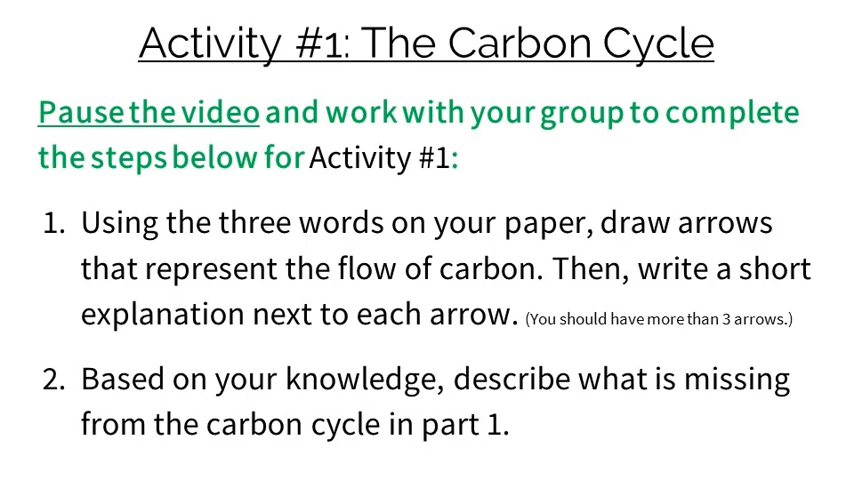 Activity #1: The Carbon Cycle
Pause the video and work with your group to complete
the steps below for Activity #1:
1. Using the three words on your paper, draw arrows
that represent the flow of carbon. Then, write a short
explanation next to each arrow. (You should have more than 3 arrows.)
2. Based on your knowledge, describe what is missing
from the carbon cycle in part 1.